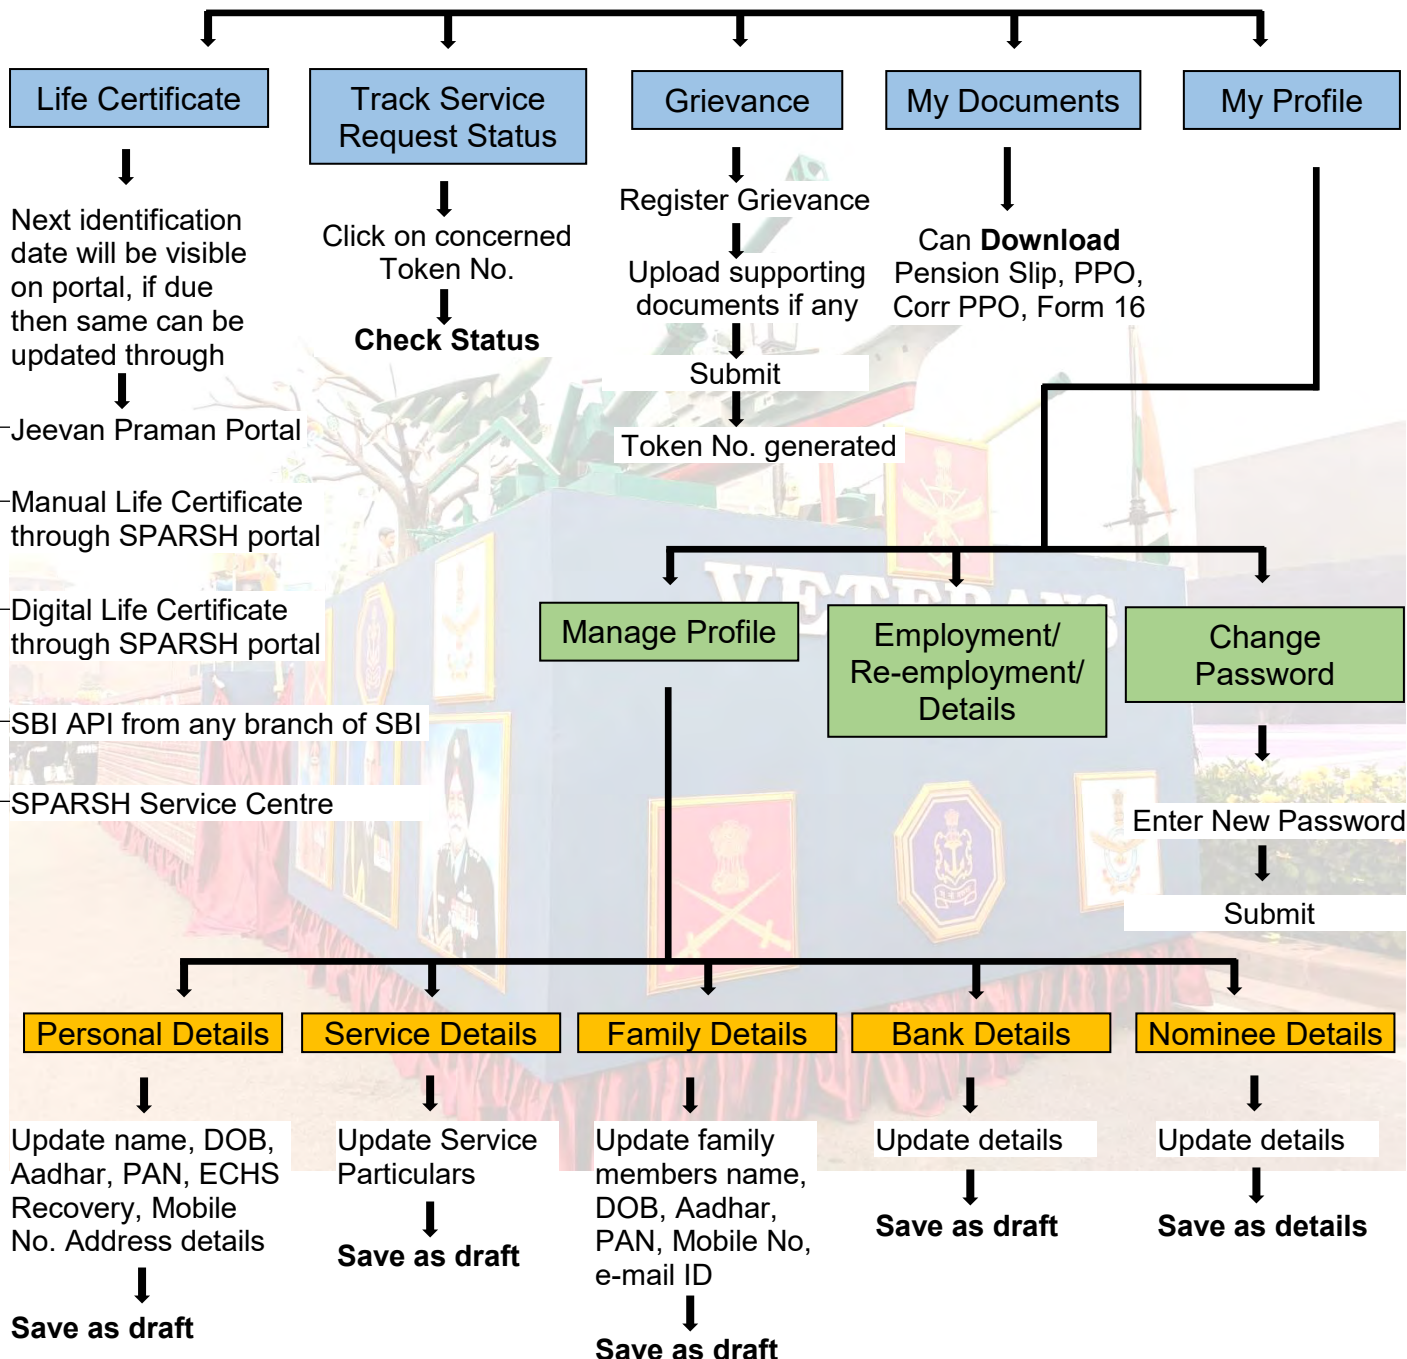 Life Certificate
Track Service
Request Status
Grievance
My Documents
My Profile
Next identification
date will be visible
on portal, if due
then same can be
updated through
Jeevan Praman Portal
Manual Life Certificate
through SPARSH portal
Digital Life Certificate
through SPARSH portal
SBI API from any branch of SBI
SPARSH Service Centre
Click on concerned
Token No.
Check Status
Register Grievance
Upload supporting
documents if any
Submit
Token No. generated
Can Download
Pension Slip, PPO,
Corr PPO, Form 16
VETERANS
Manage Profile
Employment/
Re-employment/
Details
Change
Password
Enter New Password
Submit
Personal Details
Service Details
Family Details
Bank Details
Nominee Details
Update name, DOB,
Aadhar, PAN, ECHS
Recovery, Mobile
No. Address details
Save as draft
Update Service
Particulars
Save as draft
Update family
members name,
DOB, Aadhar,
PAN, Mobile No,
e-mail ID
Save as draft
Update details
Save as draft
Update details
Save as details